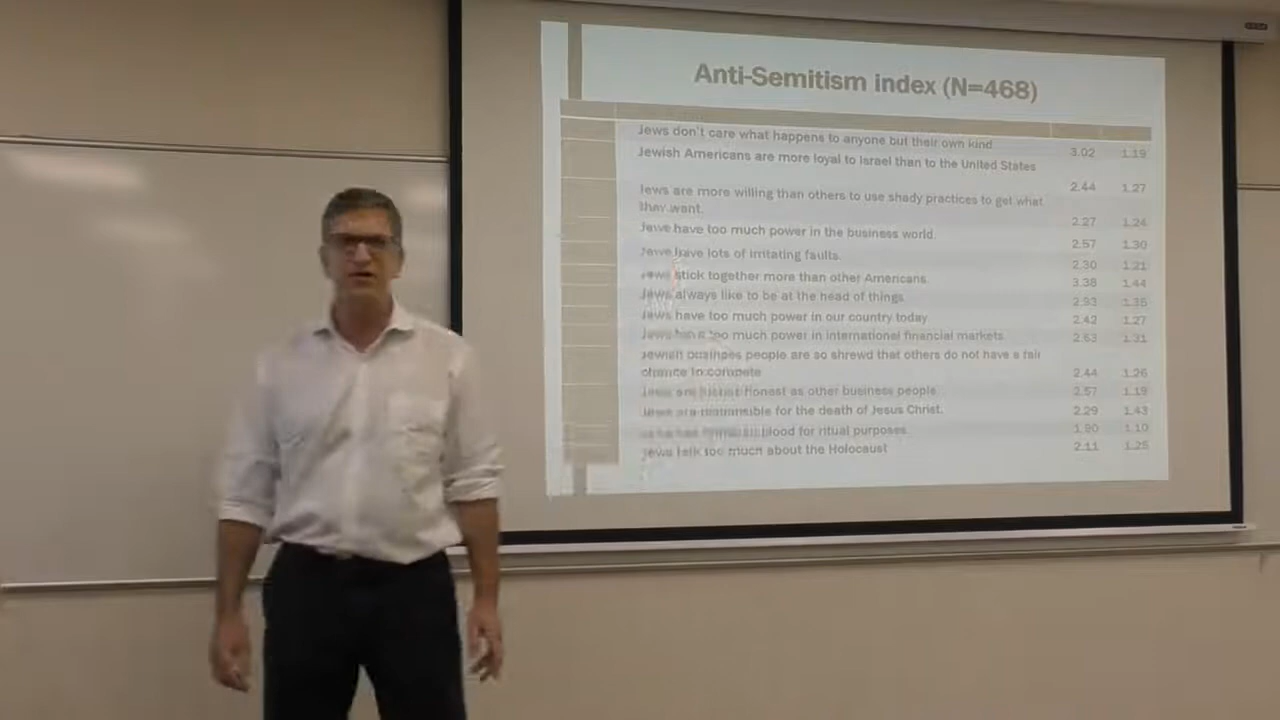 Anti-Semitism index (N=468)
Jews don't care what happens to anyone but their own kind
3.02 1.19
Jewish Americans are more loyal to Israel than to the United States
2.44 1.27
Jews are more willing than others to use shady practices to get what
they want.
2.27 1.24
Jews have too much power in the business world.
2.57 1.30
Jews have lots of irritating faults.
2.30 1.21
Jews stick together more than other Americans
3.38 1.44
Jews always like to be at the head of things
2.93 1.35
Jews have too much power in our country today
2.42 1.27
Jews too much power in international financial markets
2.63 1.31
Jewish business people are so shrewd that others do not have a fair
chance to compete
2.44 1.26
Jews are honest as other business people.
2.57 1.19
Jews are responsible for the death of Jesus Christ.
2.29 1.43
blood for ritual purposes.
1.90 1.10
Jews talk too much about the Holocaust
2.11 1.25